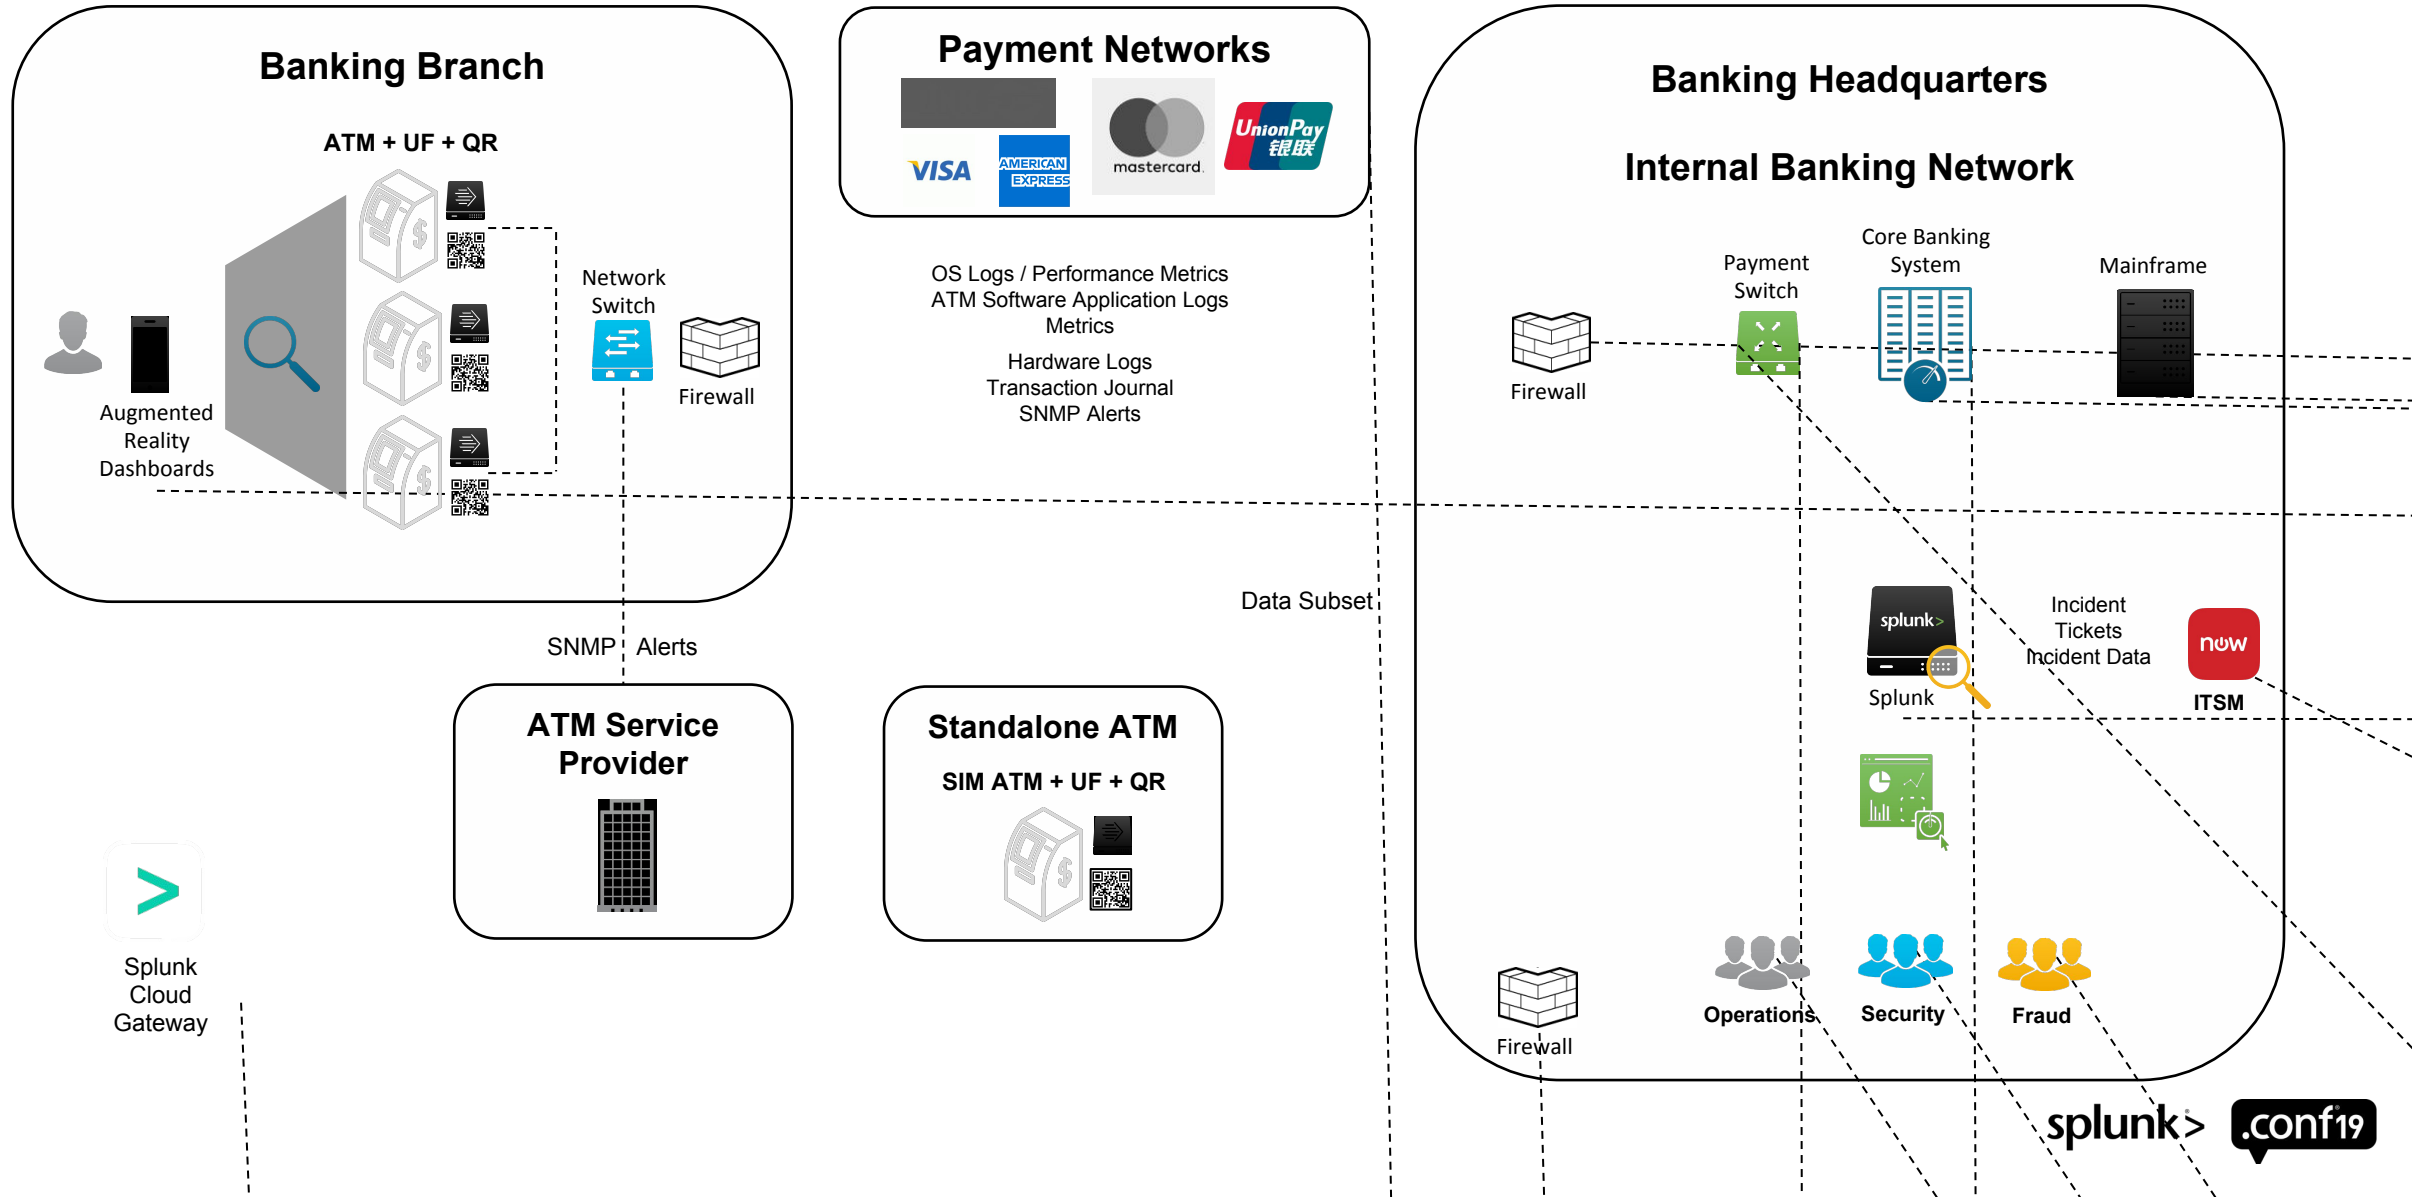 Banking Branch
ATM + UF + QR
Network
Switch
Firewall
Augmented
Reality
Dashboards
Payment Networks
VISA
AMERICAN
EXPRESS
mastercard.
UnionPay
银联
OS Logs / Performance Metrics
ATM Software Application Logs
Metrics
Hardware Logs
Transaction Journal
SNMP Alerts
Data Subset
SNMP Alerts
ATM Service
Provider
Standalone ATM
SIM ATM + UF + QR
Splunk
Cloud
Gateway
Banking Headquarters
Internal Banking Network
Firewall
Payment
Switch
Core Banking
System
Mainframe
splunk>
Splunk
Incident
Tickets
Incident Data
now
ITSM
Firewall
Operations
Security
Fraud
splunk>
.conf19